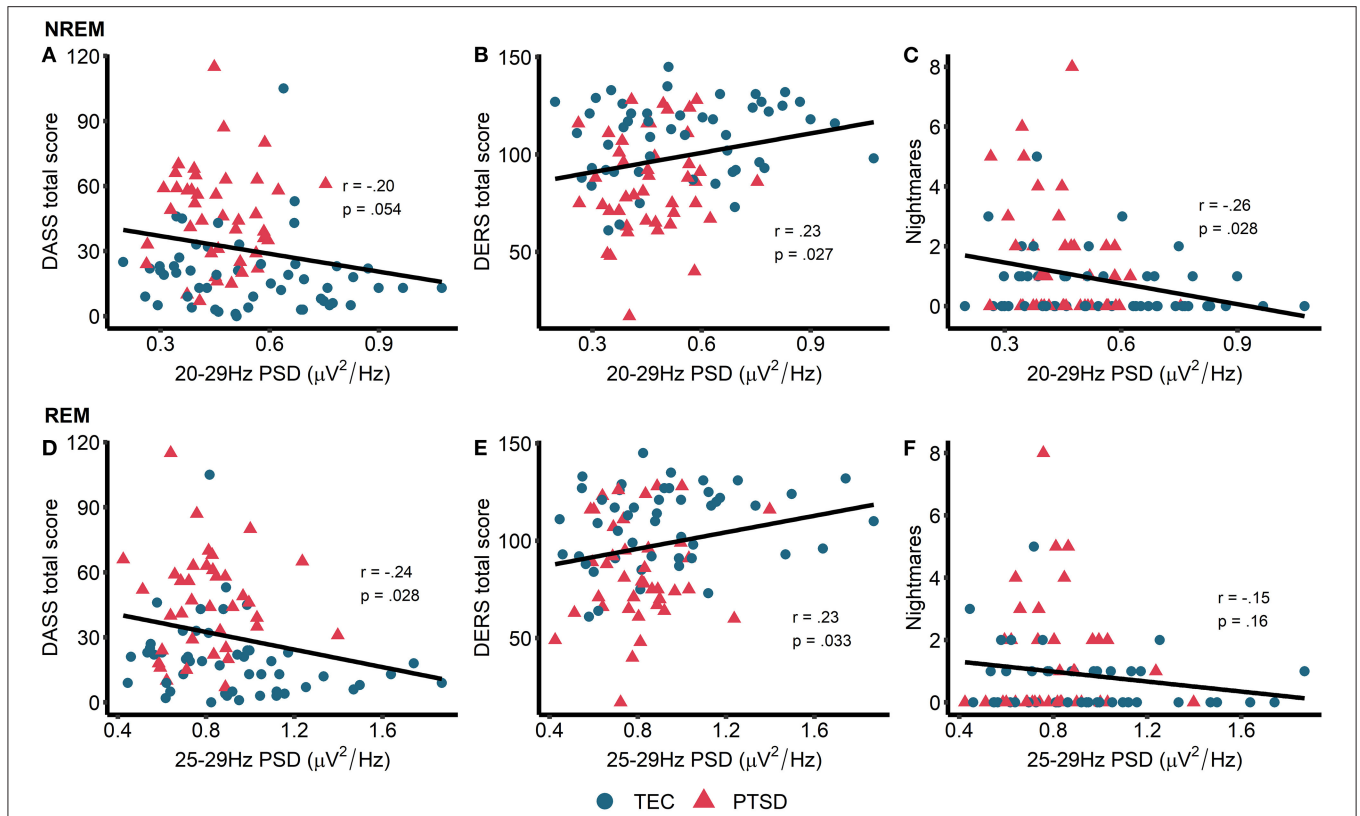 NREM
A
DASS total score
120
90
60
30
0
r = -.20
p = .054
0.3 0.6 0.9
20-29Hz PSD (μV²/Hz)
B
DERS total score
150
100
50
r = .23
p = .027
0.3 0.6 0.9
20-29Hz PSD (μV²/Hz)
C
Nightmares
8
6
4
2
0
r = -.26
p = .028
0.3 0.6 0.9
20-29Hz PSD (μV²/Hz)
REM
D
DASS total score
120
90
60
30
0
r = -.24
p = .028
0.4 0.8 1.2 1.6
25-29Hz PSD (μV²/Hz)
E
DERS total score
150
100
50
r = .23
p = .033
0.4 0.8 1.2 1.6
25-29Hz PSD (μV²/Hz)
F
Nightmares
8
6
4
2
0
r = -.15
p = .16
0.4 0.8 1.2 1.6
25-29Hz PSD (μV²/Hz)
TEC PTSD